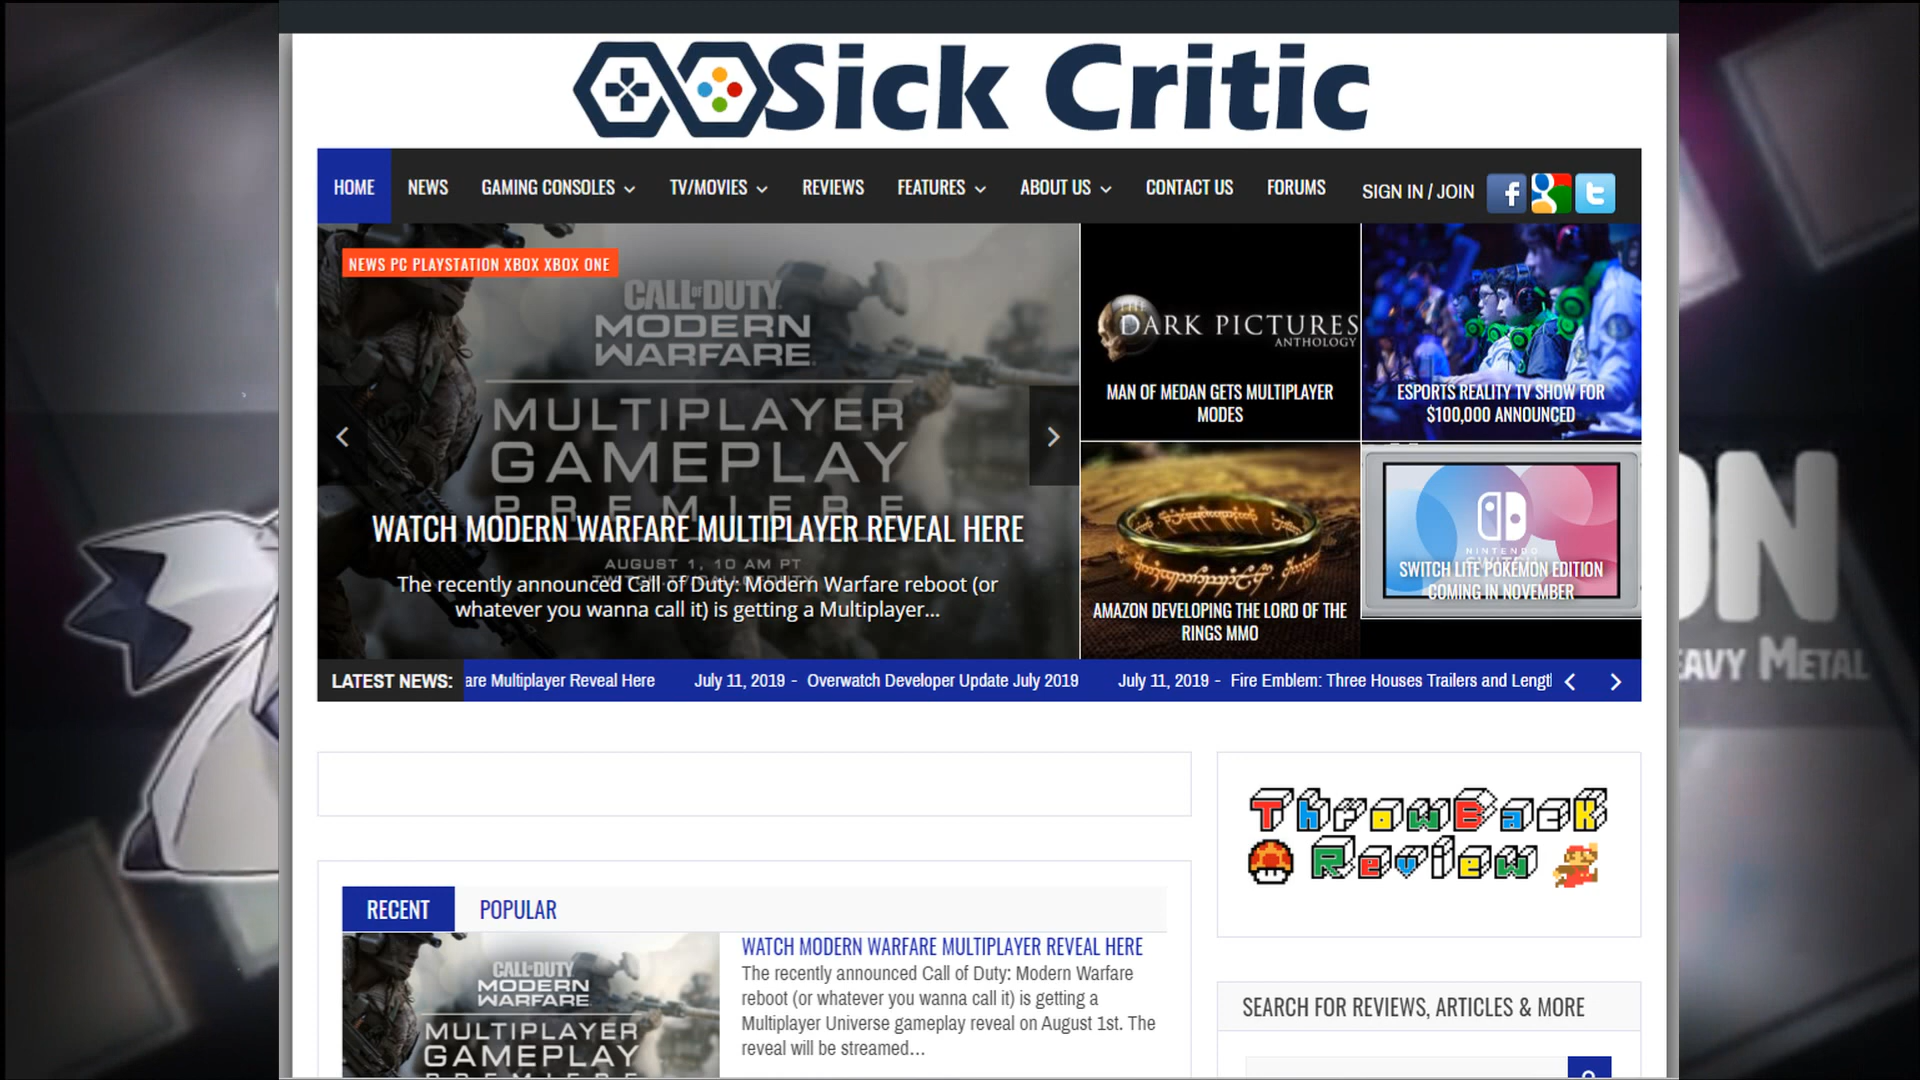 Sick Critic
HOME NEWS GAMING CONSOLES TV/MOVIES REVIEWS FEATURES ABOUT US CONTACT US FORUMS SIGN IN / JOIN
NEWS PC PLAYSTATION XBOX XBOX ONE
CALL OF DUTY
MODERN
WARFARE
MULTIPLAYER
GAMEPLAY
PREMIERE
WATCH MODERN WARFARE MULTIPLAYER REVEAL HERE
AUGUST 1, 10 AM PT
The recently announced Call of Duty: Modern Warfare reboot (or
whatever you wanna call it) is getting a Multiplayer...
THE
DARK PICTURES
ANTHOLOGY
MAN OF MEDAN GETS MULTIPLAYER
MODES
ESPORTS REALITY TV SHOW FOR
$100,000 ANNOUNCED
AMAZON DEVELOPING THE LORD OF THE
RINGS MMO
NINTENDO
SWITCH
SWITCH LITE POKÉMON EDITION
COMING IN NOVEMBER
LATEST NEWS: are Multiplayer Reveal Here July 11, 2019 - Overwatch Developer Update July 2019 July 11, 2019 - Fire Emblem: Three Houses Trailers and Lengt
ON
EAVY METAL
ThrowBack
Review
RECENT POPULAR
CALL OF DUTY
MODERN
WARFARE
MULTIPLAYER
GAMEPLAY
WATCH MODERN WARFARE MULTIPLAYER REVEAL HERE
The recently announced Call of Duty: Modern Warfare
reboot (or whatever you wanna call it) is getting a
Multiplayer Universe gameplay reveal on August 1st. The
reveal will be streamed...
SEARCH FOR REVIEWS, ARTICLES & MORE